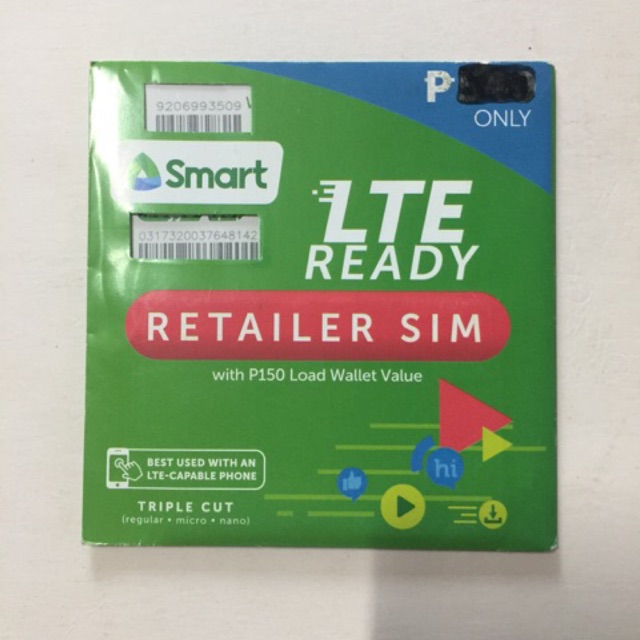 P
ONLY
9206993509
Smart
0317320037648142
LTE
READY
RETAILER SIM
with P150 Load Wallet Value
hi
BEST USED WITH AN
LTE-CAPABLE PHONE
TRIPLE CUT
(regular • micro • nano)